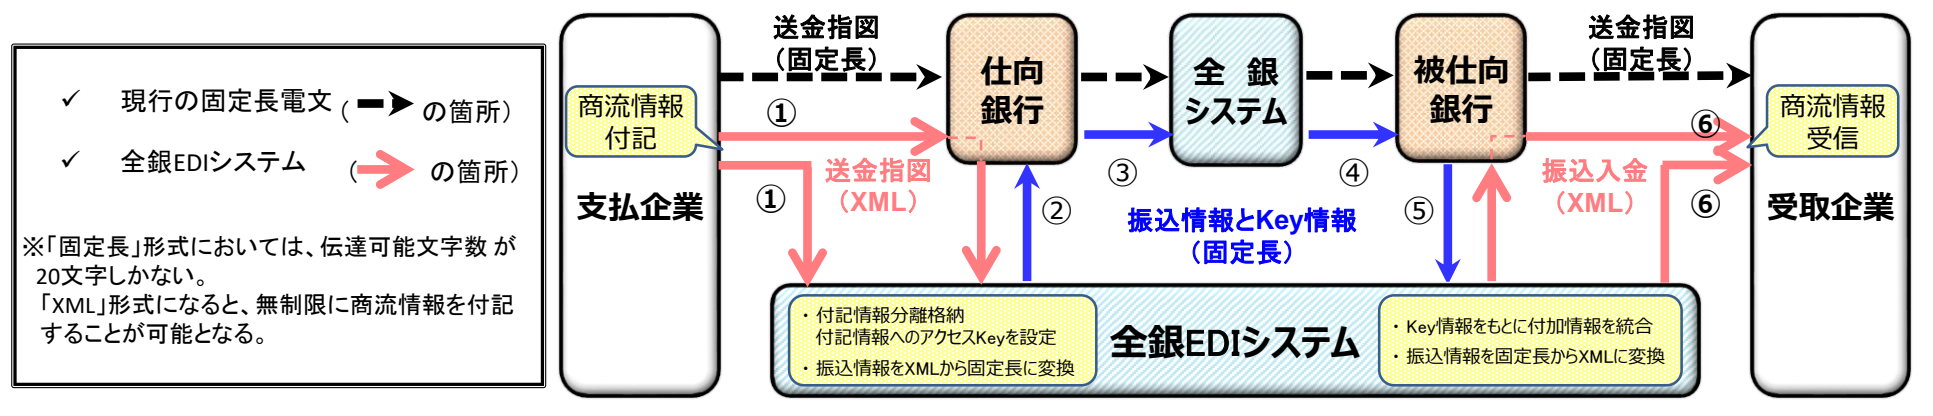 ✓ 現行の固定長電文( の箇所)
✓ 全銀EDIシステム ( の箇所)
※「固定長」形式においては、伝達可能文字数 が
20文字しかない。
「XML」形式になると、無制限に商流情報を付記
することが可能となる。
商流情報
付記
支払企業
送金指図
(固定長)
①
①
送金指図
(XML)
仕向
銀行
②
③
全 銀
システム
④
振込情報とKey情報
(固定長)
被仕向
銀行
⑤
送金指図
(固定長)
⑥
振込入金
(XML)
⑥
商流情報
受信
受取企業
・付記情報分離格納
付記情報へのアクセスKeyを設定
・振込情報をXMLから固定長に変換
全銀EDIシステム
・Key情報をもとに付加情報を統合
・振込情報を固定長からXMLに変換